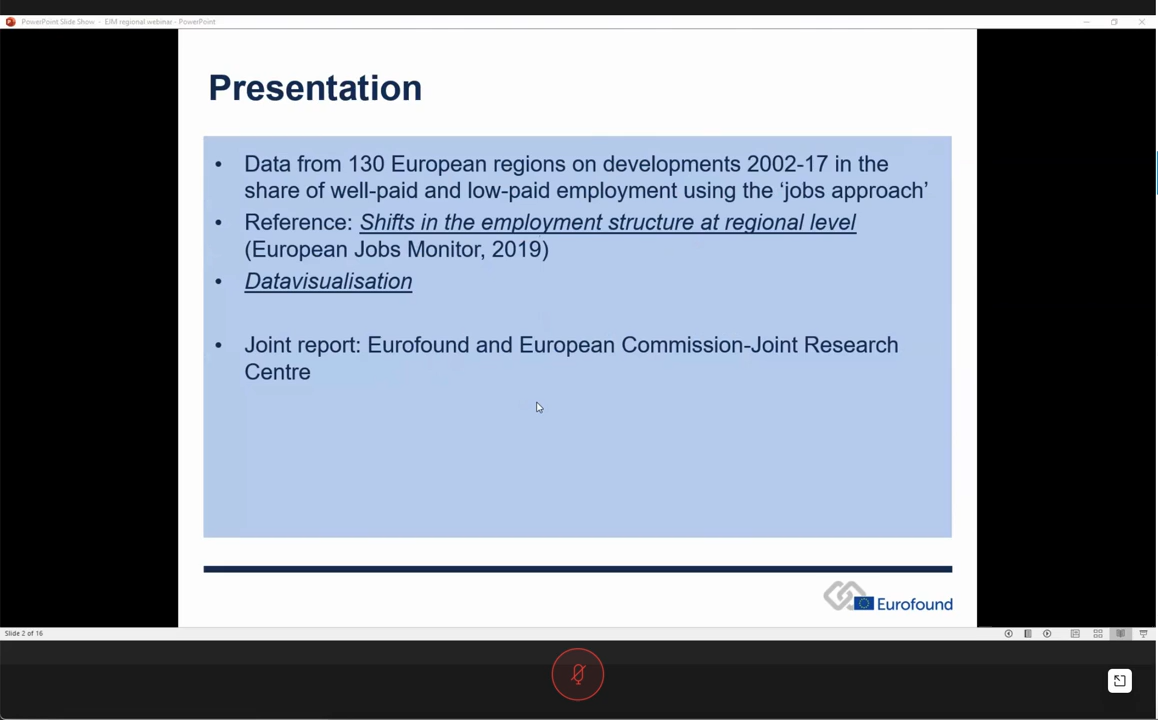 PowerPoint Slide Show - EJM regional webinar - PowerPoint
Presentation
• Data from 130 European regions on developments 2002-17 in the
share of well-paid and low-paid employment using the ‘jobs approach’
• Reference: Shifts in the employment structure at regional level
(European Jobs Monitor, 2019)
• Datavisualisation
• Joint report: Eurofound and European Commission-Joint Research
Centre
Eurofound
Slide 2 of 16